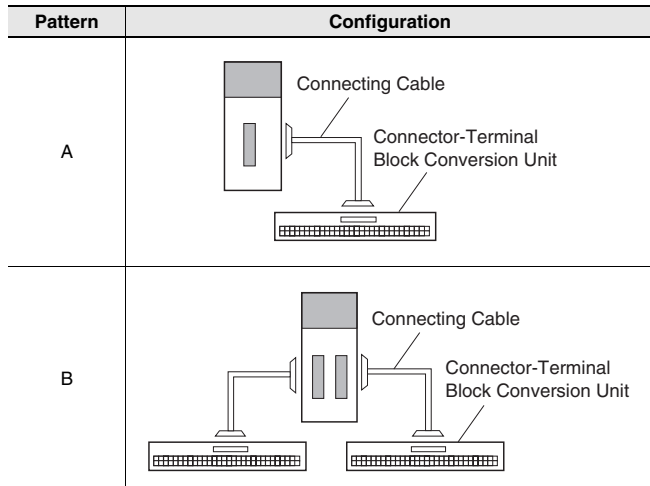 Pattern Configuration
A
Connecting Cable
Connector-Terminal
Block Conversion Unit
B
Connecting Cable
Connector-Terminal
Block Conversion Unit